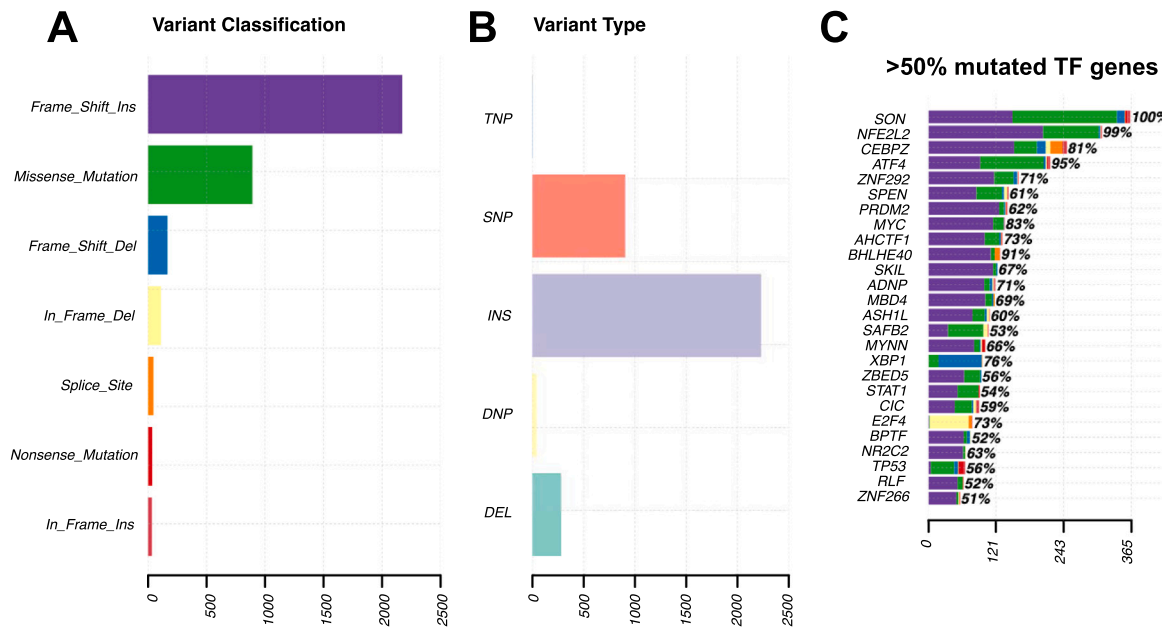 A
Variant Classification
Frame_Shift_Ins
Missense_Mutation
Frame_Shift_Del
In_Frame_Del
Splice_Site
Nonsense_Mutation
In_Frame_Ins
0 500 1000 1500 2000 2500
B
Variant Type
TNP
SNP
INS
DNP
DEL
0 500 1000 1500 2000 2500
C
>50% mutated TF genes
SON 100%
NFE2L2 99%
CEBPZ 81%
ATF4 95%
ZNF292 71%
SPEN 61%
PRDM2 62%
MYC 83%
AHCTF1 73%
BHLHE40 91%
SKIL 67%
ADNP 71%
MBD4 69%
ASH1L 60%
SAFB2 53%
MYNN 66%
XBP1 76%
ZBED5 56%
STAT1 54%
CIC 59%
E2F4 73%
BPTF 52%
NR2C2 63%
TP53 56%
RLF 52%
ZNF266 51%
0 121 243 365